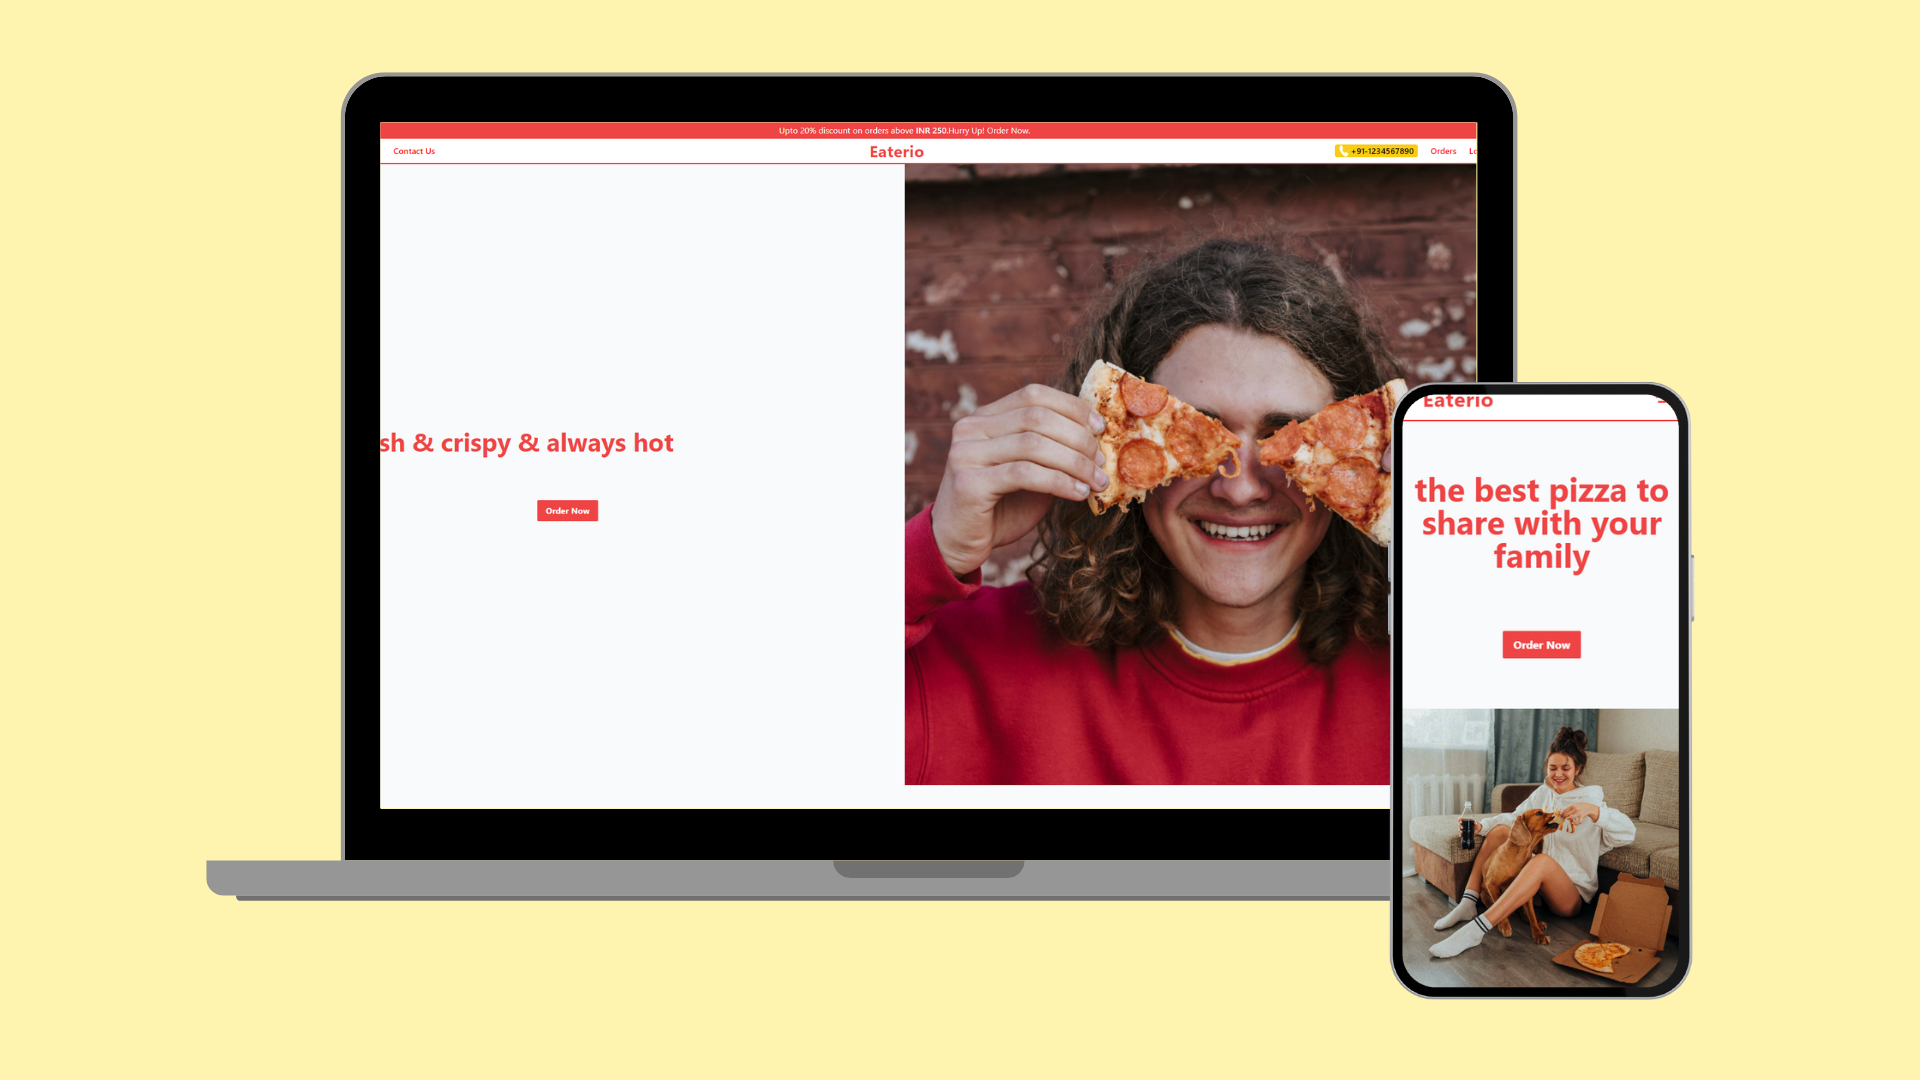 Upto 20% discount on orders above INR 250.Hurry Up! Order Now.
Contact Us
Eaterio
+91-1234567890
Orders
sh & crispy & always hot
Order Now
Eaterio
the best pizza to
share with your
family
Order Now